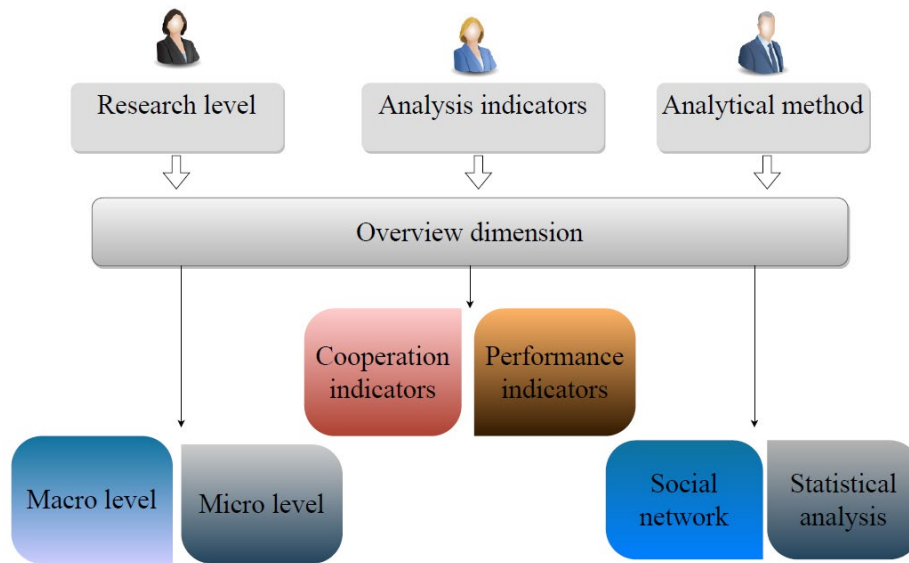 Research level
Analysis indicators
Analytical method
Overview dimension
Cooperation
indicators
Performance
indicators
Macro level
Micro level
Social
network
Statistical
analysis